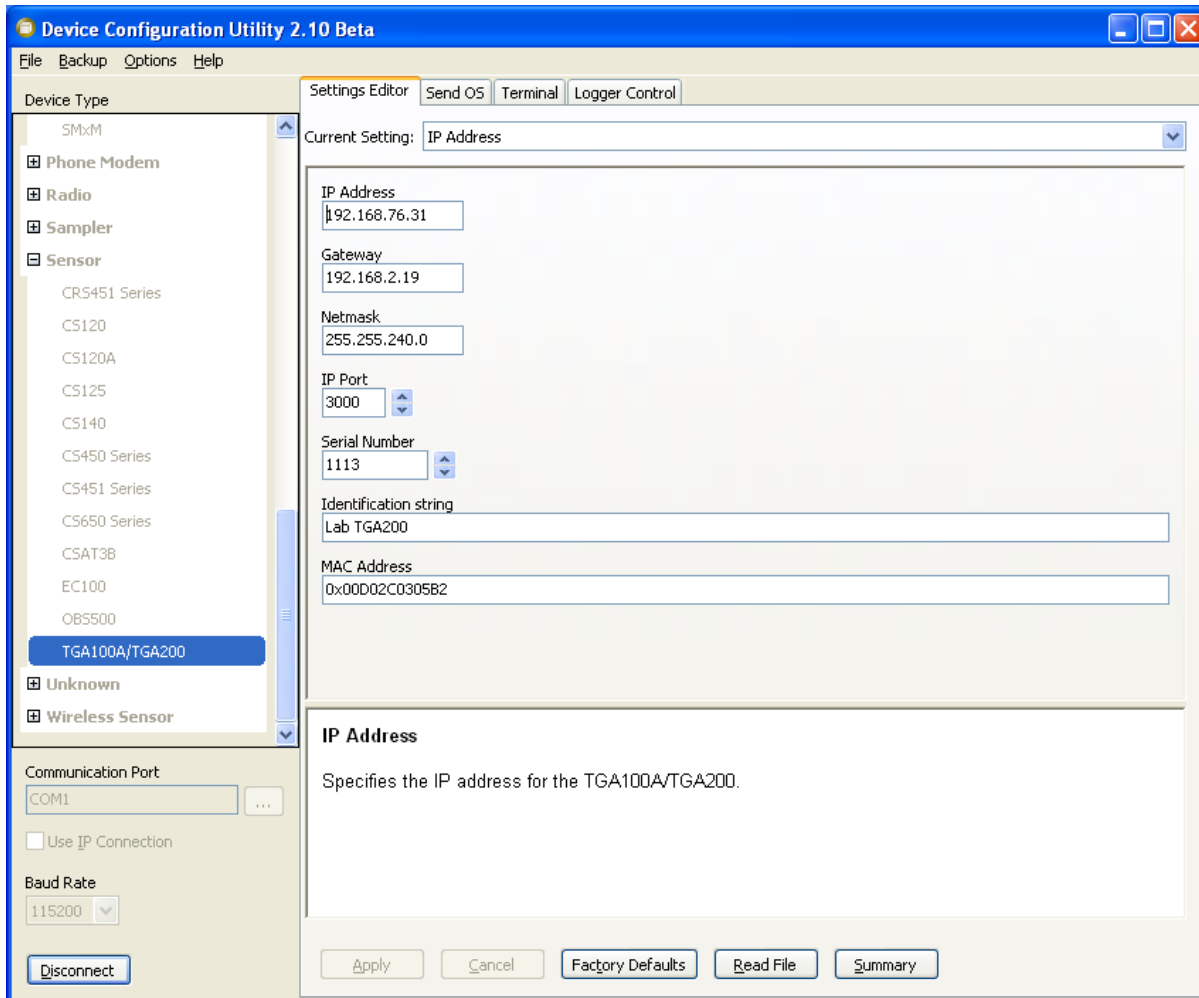 Device Configuration Utility 2.10 Beta
File Backup Options Help
Device Type
SMxM
Phone Modem
Radio
Sampler
Sensor
CRS451 Series
CS120
CS120A
CS125
CS140
CS450 Series
CS451 Series
CS650 Series
CSAT3B
EC100
OBS500
TGA100A/TGA200
Unknown
Wireless Sensor
Communication Port
COM1
...
Use IP Connection
Baud Rate
115200
Disconnect
Settings Editor Send OS Terminal Logger Control
Current Setting: IP Address
IP Address
192.168.76.31
Gateway
192.168.2.19
Netmask
255.255.240.0
IP Port
3000
Serial Number
1113
Identification string
Lab TGA200
MAC Address
0x00D02C0305B2
IP Address
Specifies the IP address for the TGA100A/TGA200.
Apply Cancel Factory Defaults Read File Summary